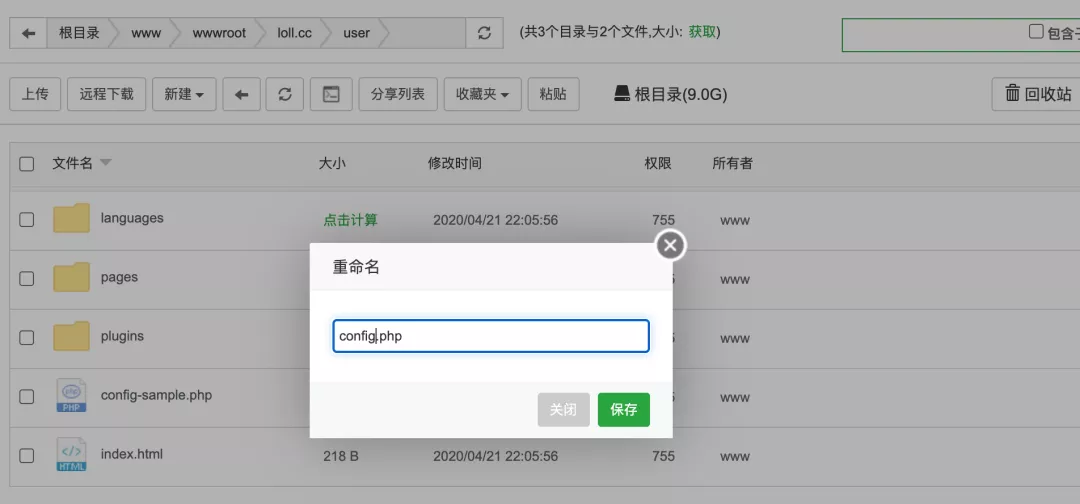 根目录 www wwwroot loll.cc user (共3个目录与2个文件,大小: 获取) 包含
上传 远程下载 新建 分享列表 收藏夹 粘贴 根目录(9.0G) 回收站
文件名 大小 修改时间 权限 所有者
languages 点击计算 2020/04/21 22:05:56 755 www
重命名
pages www
config.php
plugins www
PHP config-sample.php www
关闭 保存
</> HTML index.html 218 B 2020/04/21 22:05:56 755 www